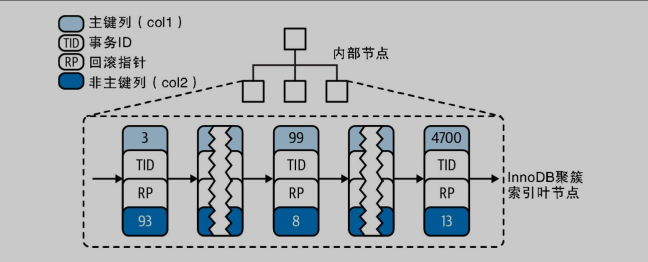 主键列（col1）
TID 事务ID
RP 回滚指针
非主键列（col2）
内部节点
3 99 4700
TID TID TID
RP RP RP
93 8 13
InnoDB聚簇
索引叶节点